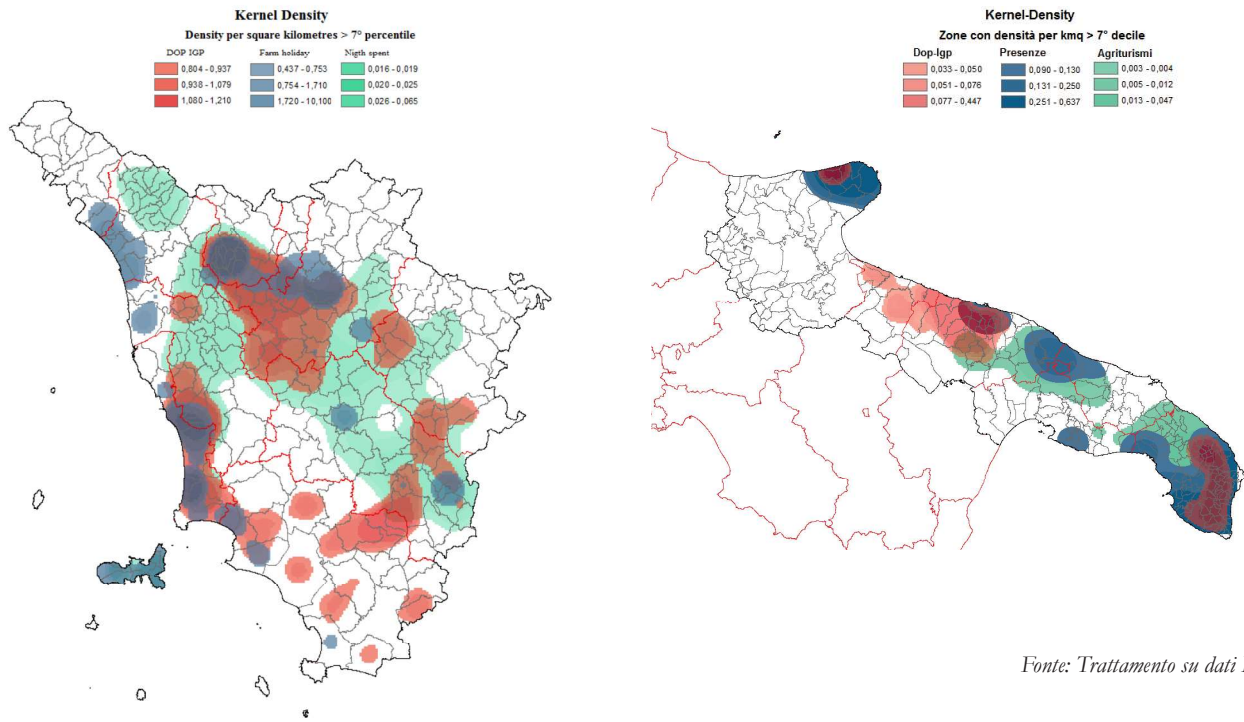 Kernel Density
Density per square kilometres > 7° percentile
DOP IGP Farm holiday Nigth spent
0,804 - 0,937 0,437 - 0,753 0,016 - 0,019
0,938 - 1,079 0,754 - 1,710 0,020 - 0,025
1,080 - 1,210 1,720 - 10,100 0,026 - 0,065
Kernel-Density
Zone con densità per kmq > 7° decile
Dop-Igp Presenze Agriturismi
0,033 - 0,050 0,090 - 0,130 0,003 - 0,004
0,051 - 0,076 0,131 - 0,250 0,005 - 0,012
0,077 - 0,447 0,251 - 0,637 0,013 - 0,047
Fonte: Trattamento su dati